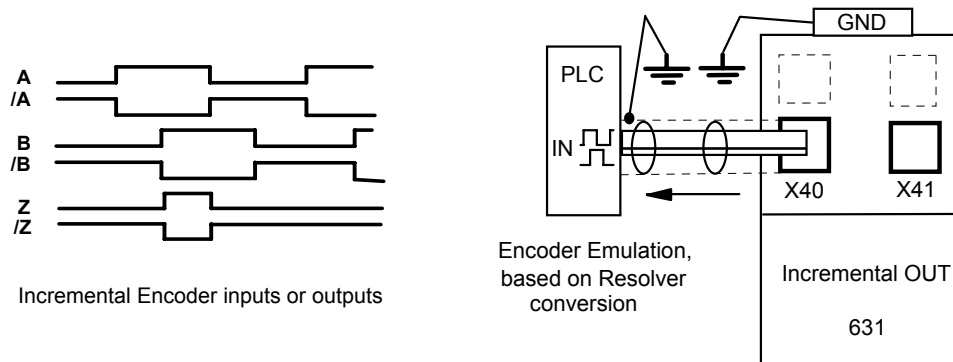 A
/A
B
/B
Z
/Z
Incremental Encoder inputs or outputs
GND
PLC
IN
X40
X41
Encoder Emulation,
based on Resolver
conversion
Incremental OUT
631